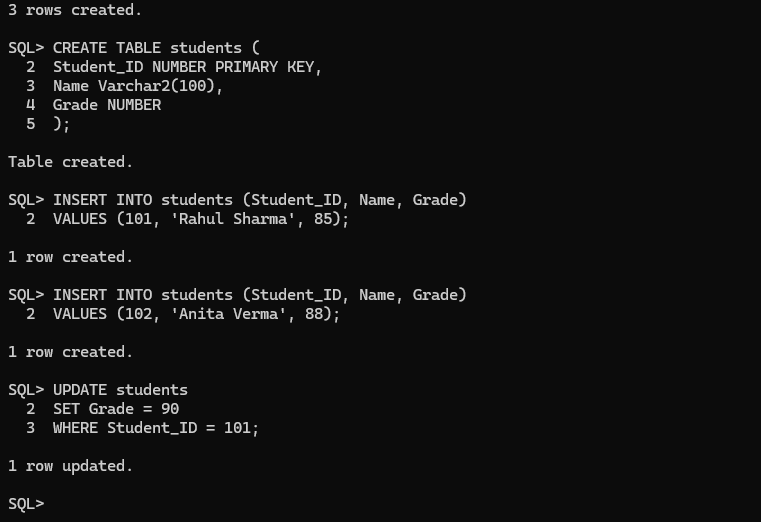 3 rows created.
SQL> CREATE TABLE students (
  2  Student_ID NUMBER PRIMARY KEY,
  3  Name Varchar2(100),
  4  Grade NUMBER
  5  );
Table created.
SQL> INSERT INTO students (Student_ID, Name, Grade)
  2  VALUES (101, 'Rahul Sharma', 85);
1 row created.
SQL> INSERT INTO students (Student_ID, Name, Grade)
  2  VALUES (102, 'Anita Verma', 88);
1 row created.
SQL> UPDATE students
  2  SET Grade = 90
  3  WHERE Student_ID = 101;
1 row updated.
SQL>